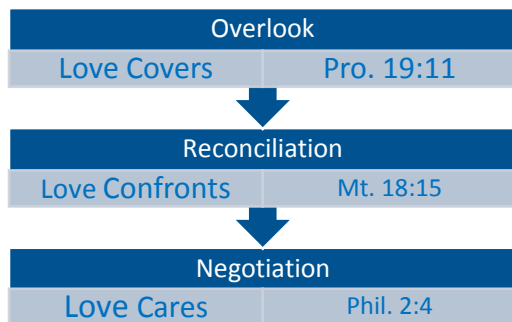 Overlook
Love Covers Pro. 19:11
Reconciliation
Love Confronts Mt. 18:15
Negotiation
Love Cares Phil. 2:4